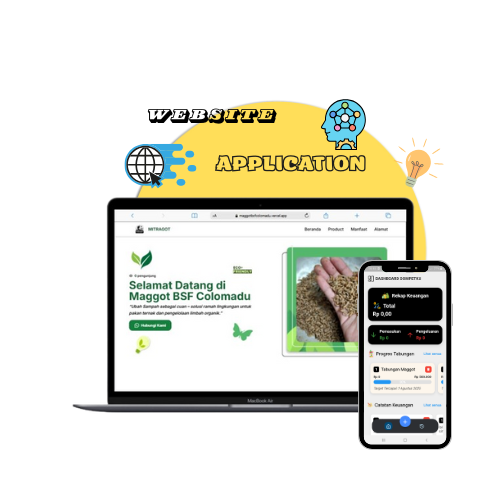 WEBSITE
APPLICATION
maggotbsfcolomadu.vercel.app
MITRAGOT
Beranda Product Manfaat Alamat
Selamat Datang di
Maggot BSF Colomadu
"Ubah Sampah sebagai cuan – solusi ramah lingkungan untuk
pakan ternak dan pengelolaan limbah organik."
Hubungi Kami
MacBook Air
DASHBOARD DOMPETKU
Rekap Keuangan
Total
Rp 0,00
Pemasukan
Rp 0
Pengeluaran
Rp 0
Progres Tabungan
Lihat semua
Tabungan Maggot
Rp 0
Catatan Keuangan
Lihat semua